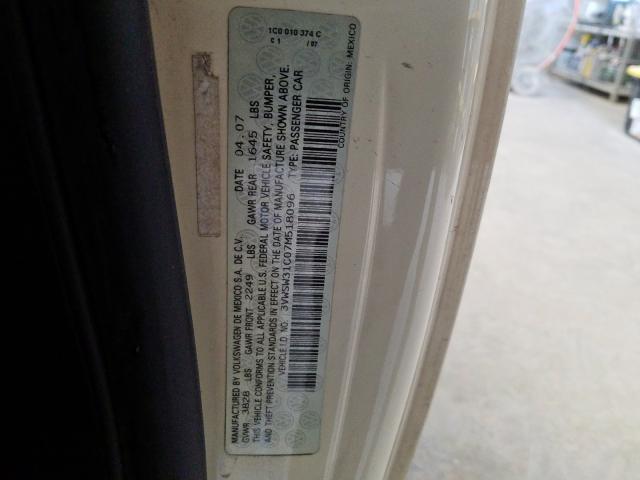 1C0 010 374 C
C 1 / 07
MANUFACTURED BY VOLKSWAGEN DE MEXICO S.A. DE C.V. DATE 04.07
GVWR 3828 LBS GAWR FRONT 2249 LBS GAWR REAR 1645 LBS
THIS VEHICLE CONFORMS TO ALL APPLICABLE U.S. FEDERAL MOTOR VEHICLE SAFETY, BUMPER,
AND THEFT PREVENTION STANDARDS IN EFFECT ON THE DATE OF MANUFACTURE SHOWN ABOVE.
VEHICLE I.D. NO. 3VWSW31C07M518096 TYPE: PASSENGER CAR
COUNTRY OF ORIGIN: MEXICO